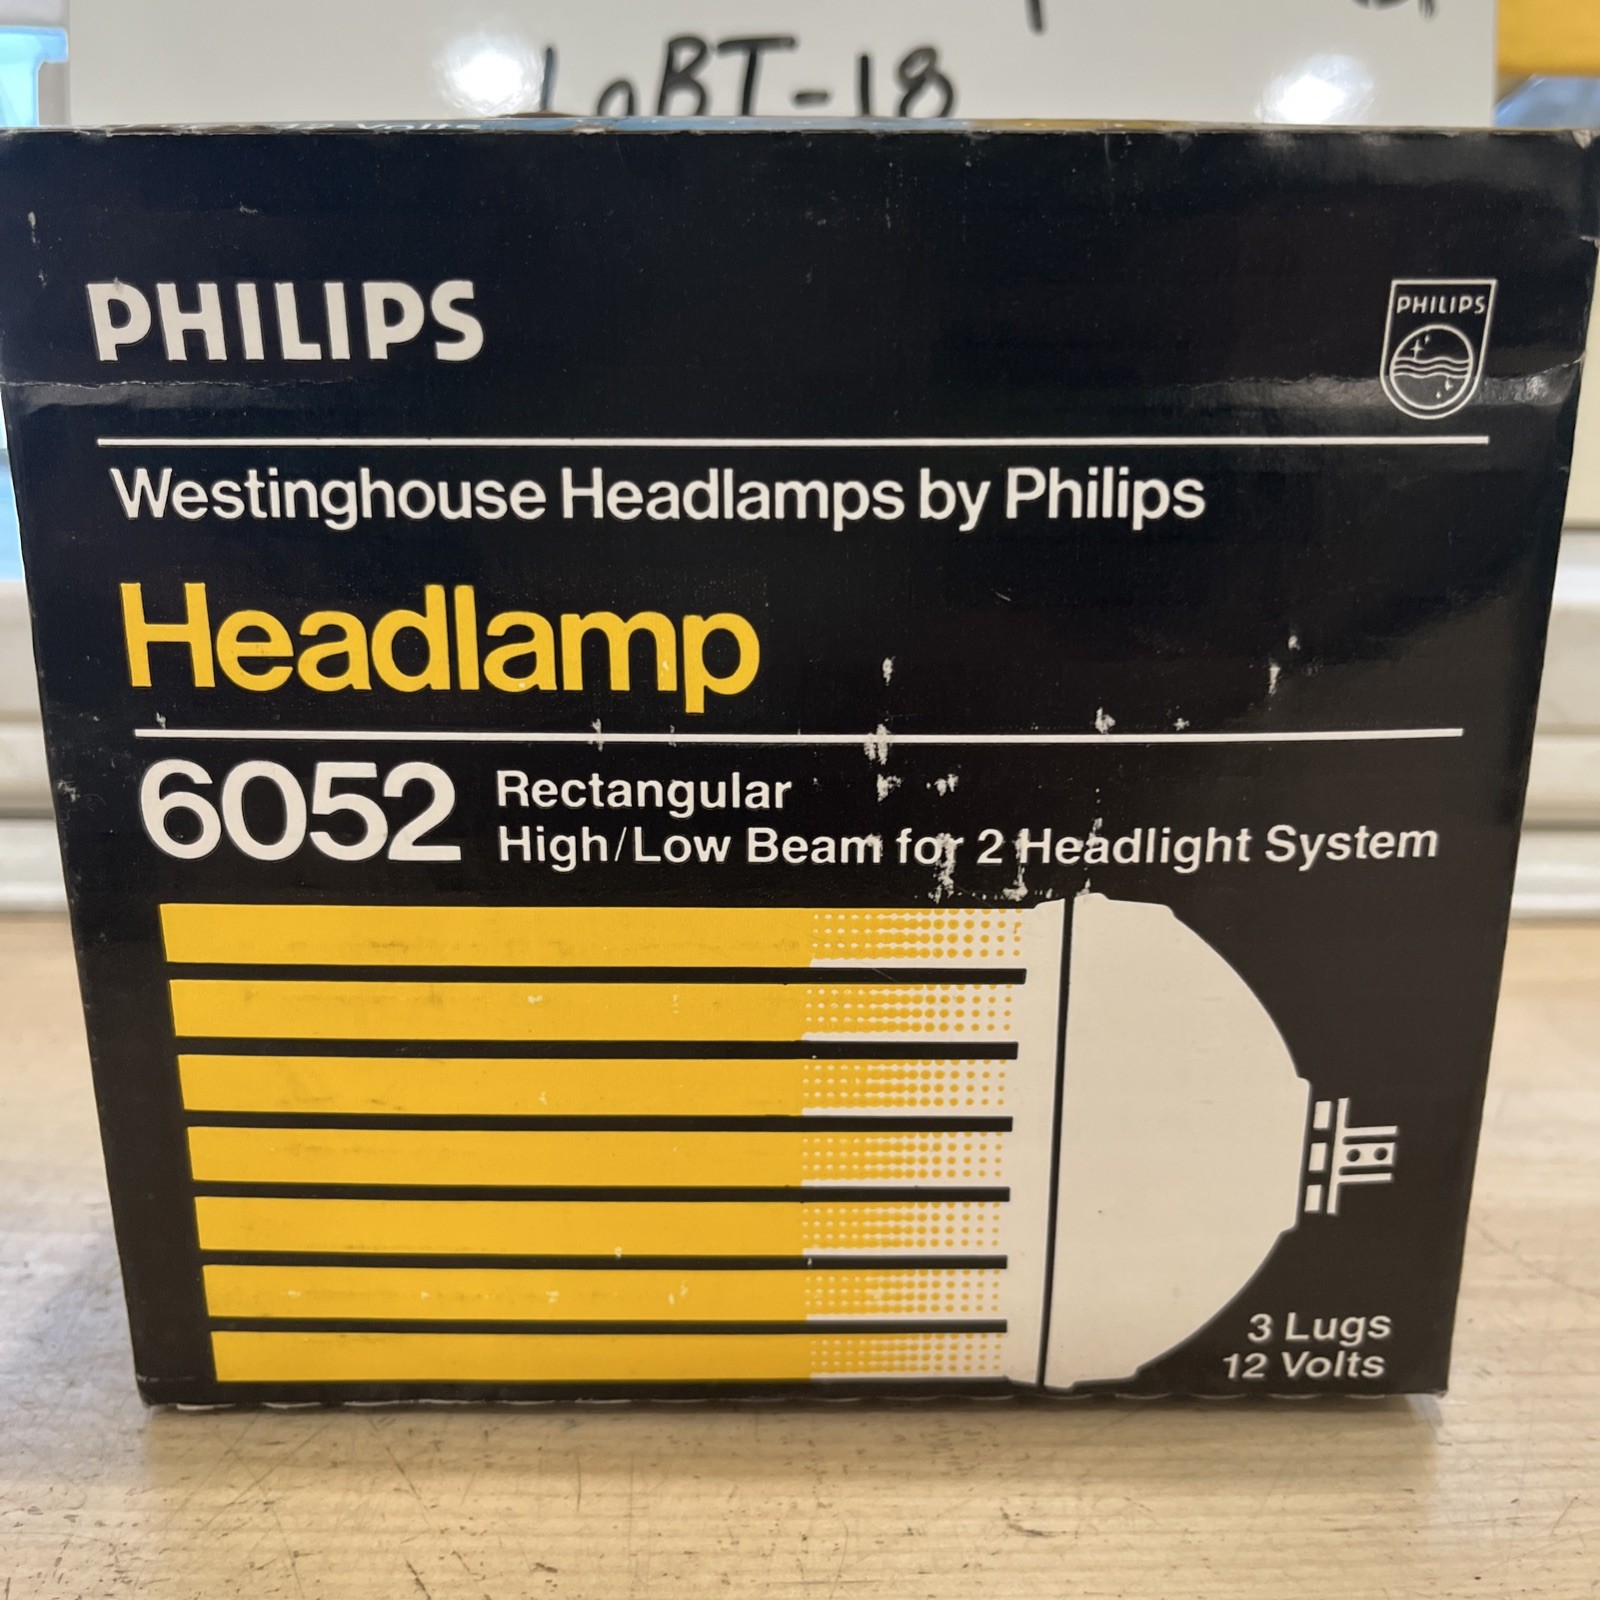 BT-18
PHILIPS
PHILIPS
Westinghouse Headlamps by Philips
Headlamp
6052 Rectangular
High/Low Beam for 2 Headlight System
3 Lugs
12 Volts